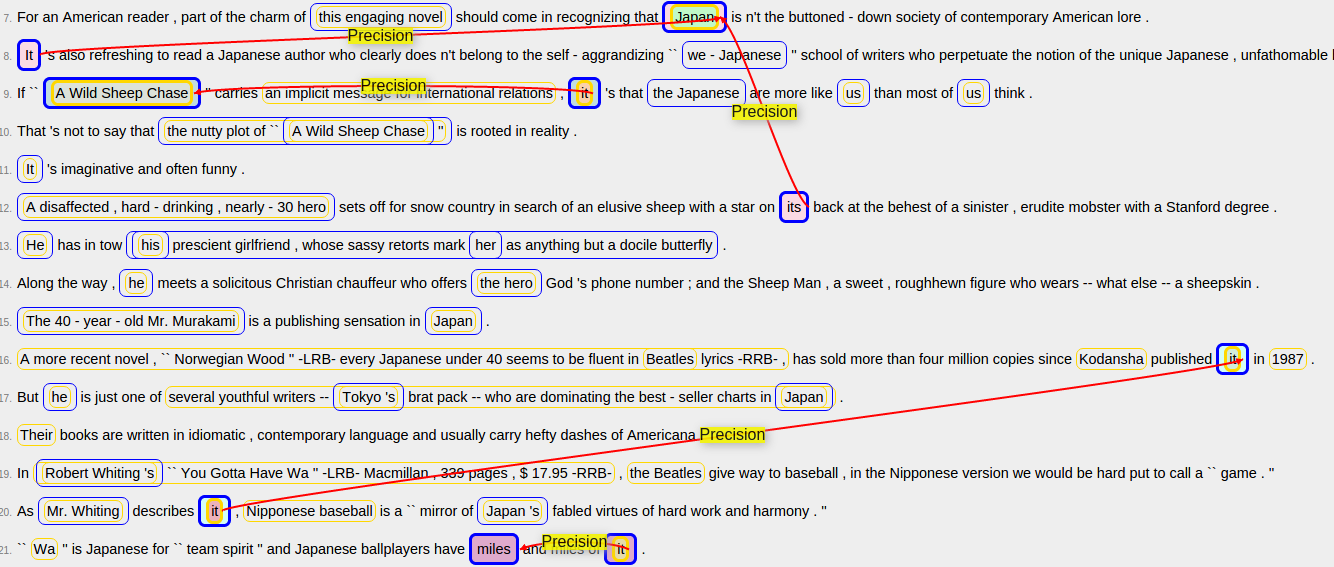 7. For an American reader , part of the charm of this engaging novel should come in recognizing that Japan is n't the buttoned - down society of contemporary American lore .
Precision
8. It 's also refreshing to read a Japanese author who clearly does n't belong to the self - aggrandizing `` we - Japanese '' school of writers who perpetuate the notion of the unique Japanese , unfathomable
9. If `` A Wild Sheep Chase '' carries an implicit message for international relations , it 's that the Japanese are more like us than most of us think .
Precision
Precision
10. That 's not to say that the nutty plot of `` A Wild Sheep Chase '' is rooted in reality .
11. It 's imaginative and often funny .
12. A disaffected , hard - drinking , nearly - 30 hero sets off for snow country in search of an elusive sheep with a star on its back at the behest of a sinister , erudite mobster with a Stanford degree .
13. He has in tow his prescient girlfriend , whose sassy retorts mark her as anything but a docile butterfly .
14. Along the way , he meets a solicitous Christian chauffeur who offers the hero God 's phone number ; and the Sheep Man , a sweet , roughhewn figure who wears -- what else -- a sheepskin .
15. The 40 - year - old Mr. Murakami is a publishing sensation in Japan .
16. A more recent novel , `` Norwegian Wood '' -LRB- every Japanese under 40 seems to be fluent in Beatles lyrics -RRB- , has sold more than four million copies since Kodansha published it in 1987 .
17. But he is just one of several youthful writers -- Tokyo 's brat pack -- who are dominating the best - seller charts in Japan .
18. Their books are written in idiomatic , contemporary language and usually carry hefty dashes of Americana
Precision
19. In Robert Whiting 's `` You Gotta Have Wa '' -LRB- Macmillan , 339 pages , $ 17.95 -RRB- , the Beatles give way to baseball , in the Nipponese version we would be hard put to call a `` game . ''
20. As Mr. Whiting describes it , Nipponese baseball is a `` mirror of Japan 's fabled virtues of hard work and harmony . ''
21. `` Wa '' is Japanese for `` team spirit '' and Japanese ballplayers have miles and miles of it .
Precision